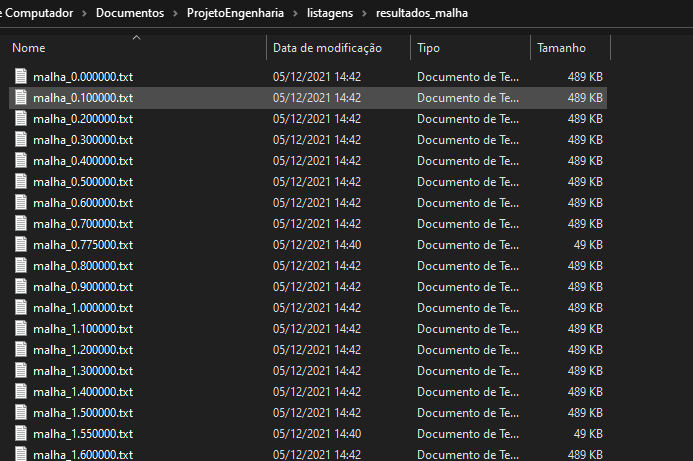 e Computador > Documentos > ProjetoEngenharia > listagens > resultados_malha
Nome Data de modificação Tipo Tamanho
malha_0.000000.txt 05/12/2021 14:42 Documento de Te... 489 KB
malha_0.100000.txt 05/12/2021 14:42 Documento de Te... 489 KB
malha_0.200000.txt 05/12/2021 14:42 Documento de Te... 489 KB
malha_0.300000.txt 05/12/2021 14:42 Documento de Te... 489 KB
malha_0.400000.txt 05/12/2021 14:42 Documento de Te... 489 KB
malha_0.500000.txt 05/12/2021 14:42 Documento de Te... 489 KB
malha_0.600000.txt 05/12/2021 14:42 Documento de Te... 489 KB
malha_0.700000.txt 05/12/2021 14:42 Documento de Te... 489 KB
malha_0.775000.txt 05/12/2021 14:40 Documento de Te... 49 KB
malha_0.800000.txt 05/12/2021 14:42 Documento de Te... 489 KB
malha_0.900000.txt 05/12/2021 14:42 Documento de Te... 489 KB
malha_1.000000.txt 05/12/2021 14:42 Documento de Te... 489 KB
malha_1.100000.txt 05/12/2021 14:42 Documento de Te... 489 KB
malha_1.200000.txt 05/12/2021 14:42 Documento de Te... 489 KB
malha_1.300000.txt 05/12/2021 14:42 Documento de Te... 489 KB
malha_1.400000.txt 05/12/2021 14:42 Documento de Te... 489 KB
malha_1.500000.txt 05/12/2021 14:42 Documento de Te... 489 KB
malha_1.550000.txt 05/12/2021 14:40 Documento de Te... 49 KB
malha_1.600000.txt 05/12/2021 14:42 Documento de Te... 489 KB